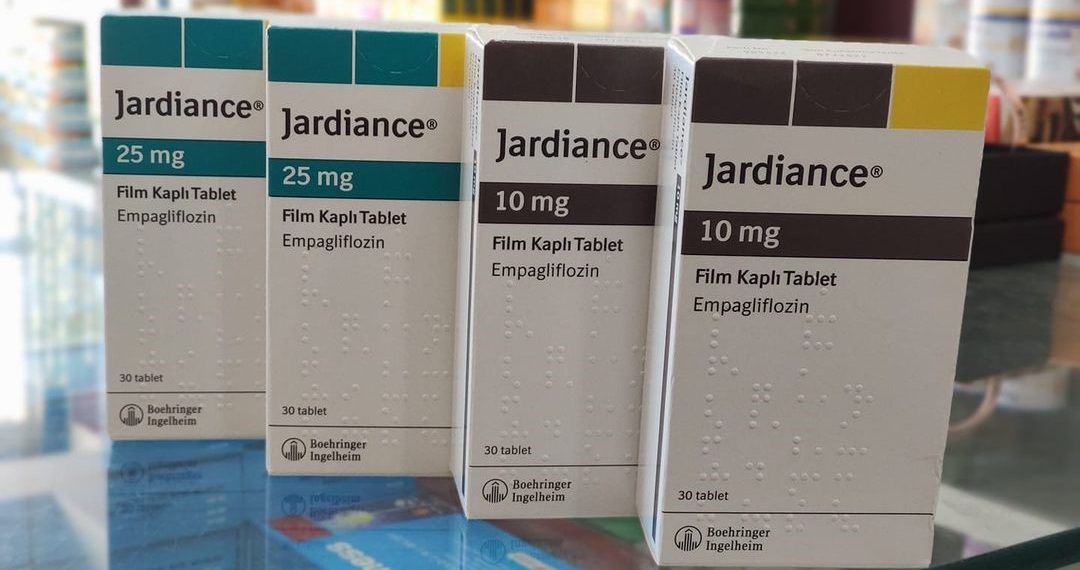 Jardiance®
25 mg
Film Kaplı Tablet
Empagliflozin
30 tablet
Boehringer
Ingelheim
Jardiance®
25 mg
Film Kaplı Tablet
Empagliflozin
30 tablet
Boehringer
Ingelheim
Jardiance®
10 mg
Film Kaplı Tablet
Empagliflozin
30 tablet
Boehringer
Ingelheim
Jardiance®
10 mg
Film Kaplı Tablet
Empagliflozin
30 tablet
Boehringer
Ingelheim